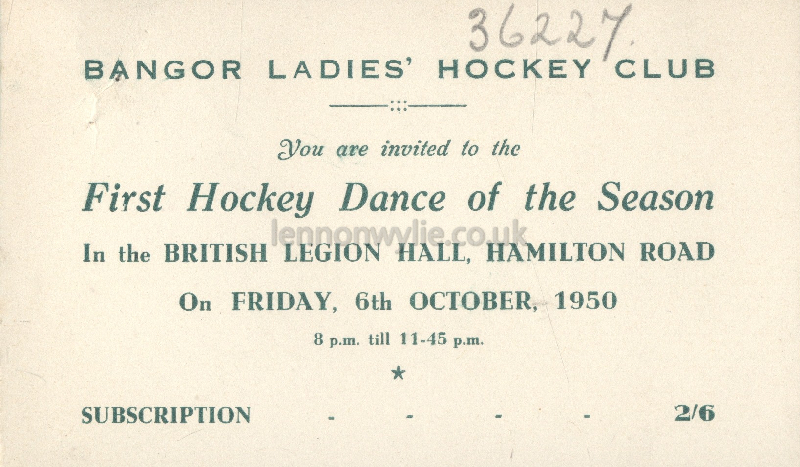 36227.
BANGOR LADIES' HOCKEY CLUB
You are invited to the
First Hockey Dance of the Season
lennonwylie.co.uk
In the BRITISH LEGION HALL, HAMILTON ROAD
On FRIDAY, 6th OCTOBER, 1950
8 p.m. till 11-45 p.m.
SUBSCRIPTION - - - - 2/6